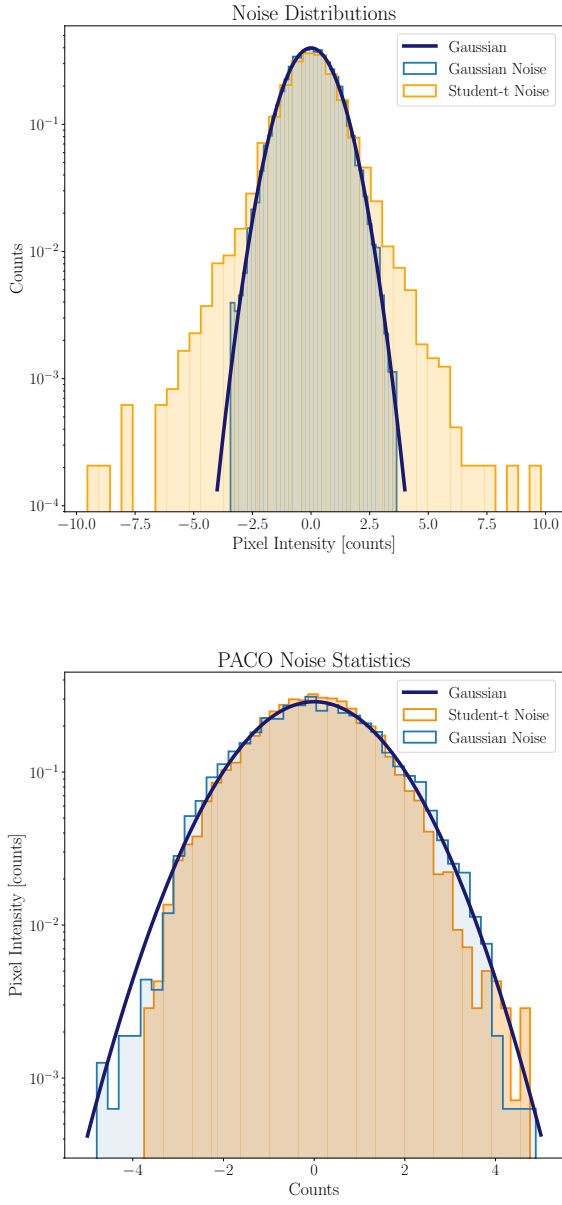 Noise Distributions
Gaussian
Gaussian Noise
Student-t Noise
10⁻¹
10⁻²
10⁻³
10⁻⁴
Counts
−10.0 −7.5 −5.0 −2.5 0.0 2.5 5.0 7.5 10.0
Pixel Intensity [counts]
PACO Noise Statistics
Gaussian
Student-t Noise
Gaussian Noise
10⁻¹
10⁻²
10⁻³
Pixel Intensity [counts]
−4 −2 0 2 4
Counts